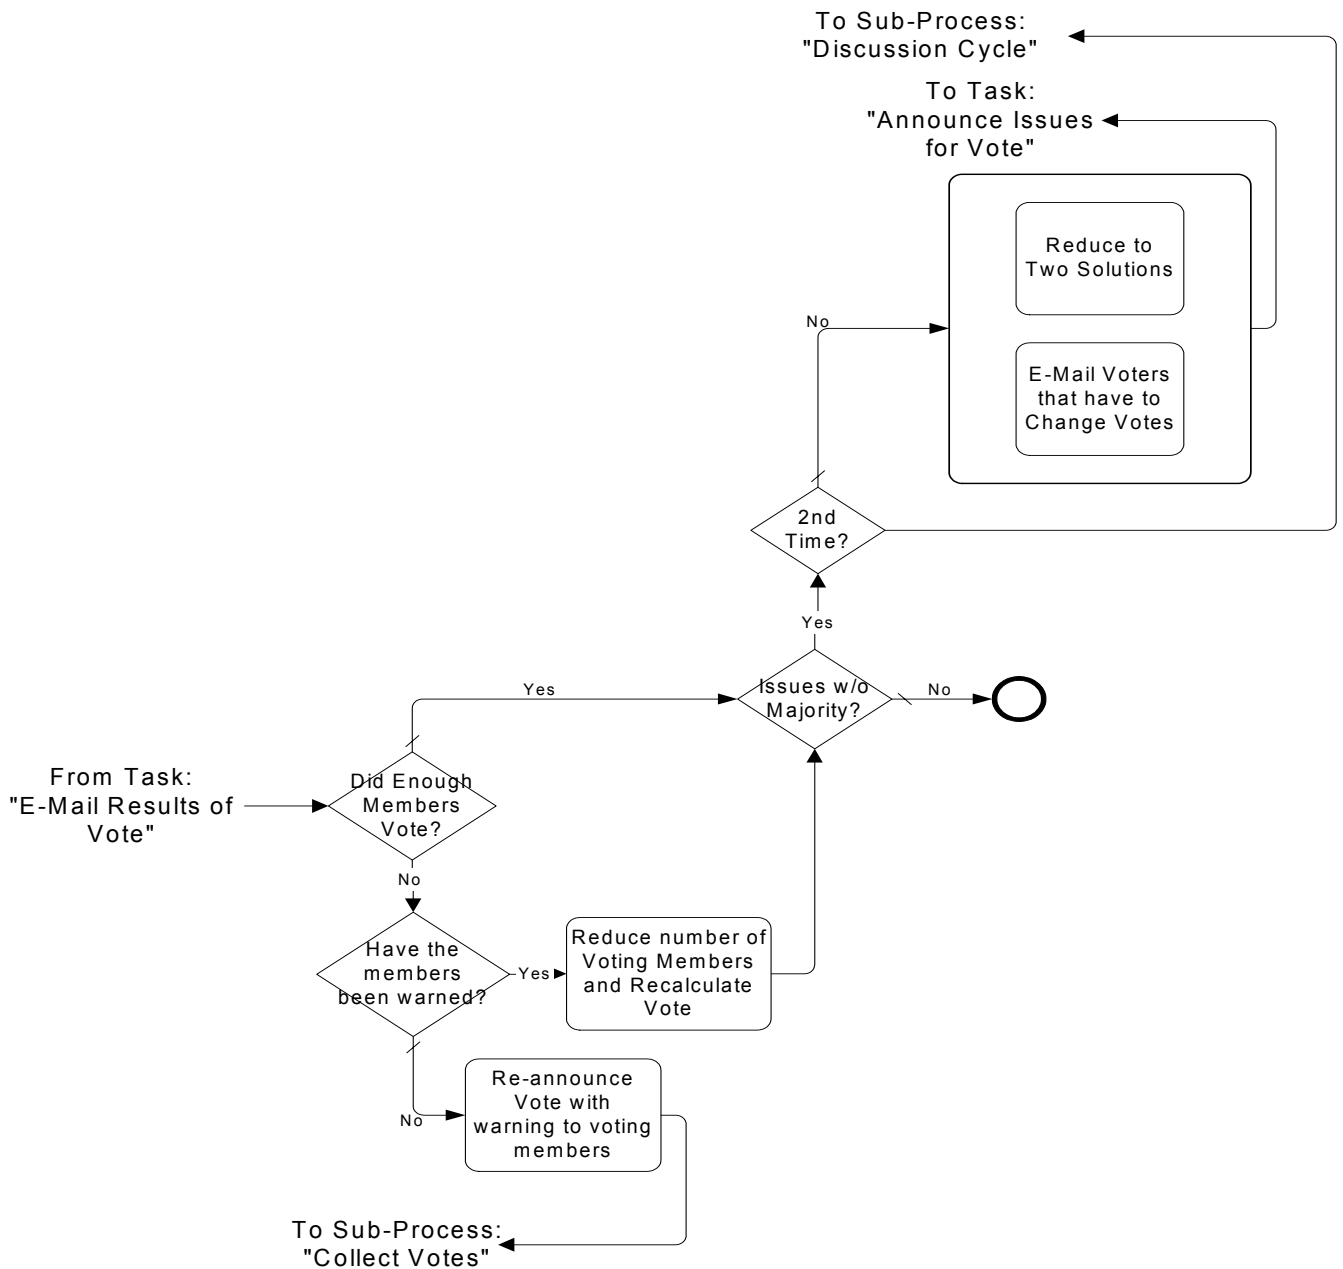 To Sub-Process:
"Discussion Cycle"
To Task:
"Announce Issues
for Vote"
Reduce to
Two Solutions
No
E-Mail Voters
that have to
Change Votes
2nd
Time?
Yes
Issues w/o
Majority?
No
Yes
From Task:
"E-Mail Results of
Vote"
Did Enough
Members
Vote?
No
Have the
members
been warned?
Yes
Reduce number of
Voting Members
and Recalculate
Vote
No
Re-announce
Vote with
warning to voting
members
To Sub-Process:
"Collect Votes"